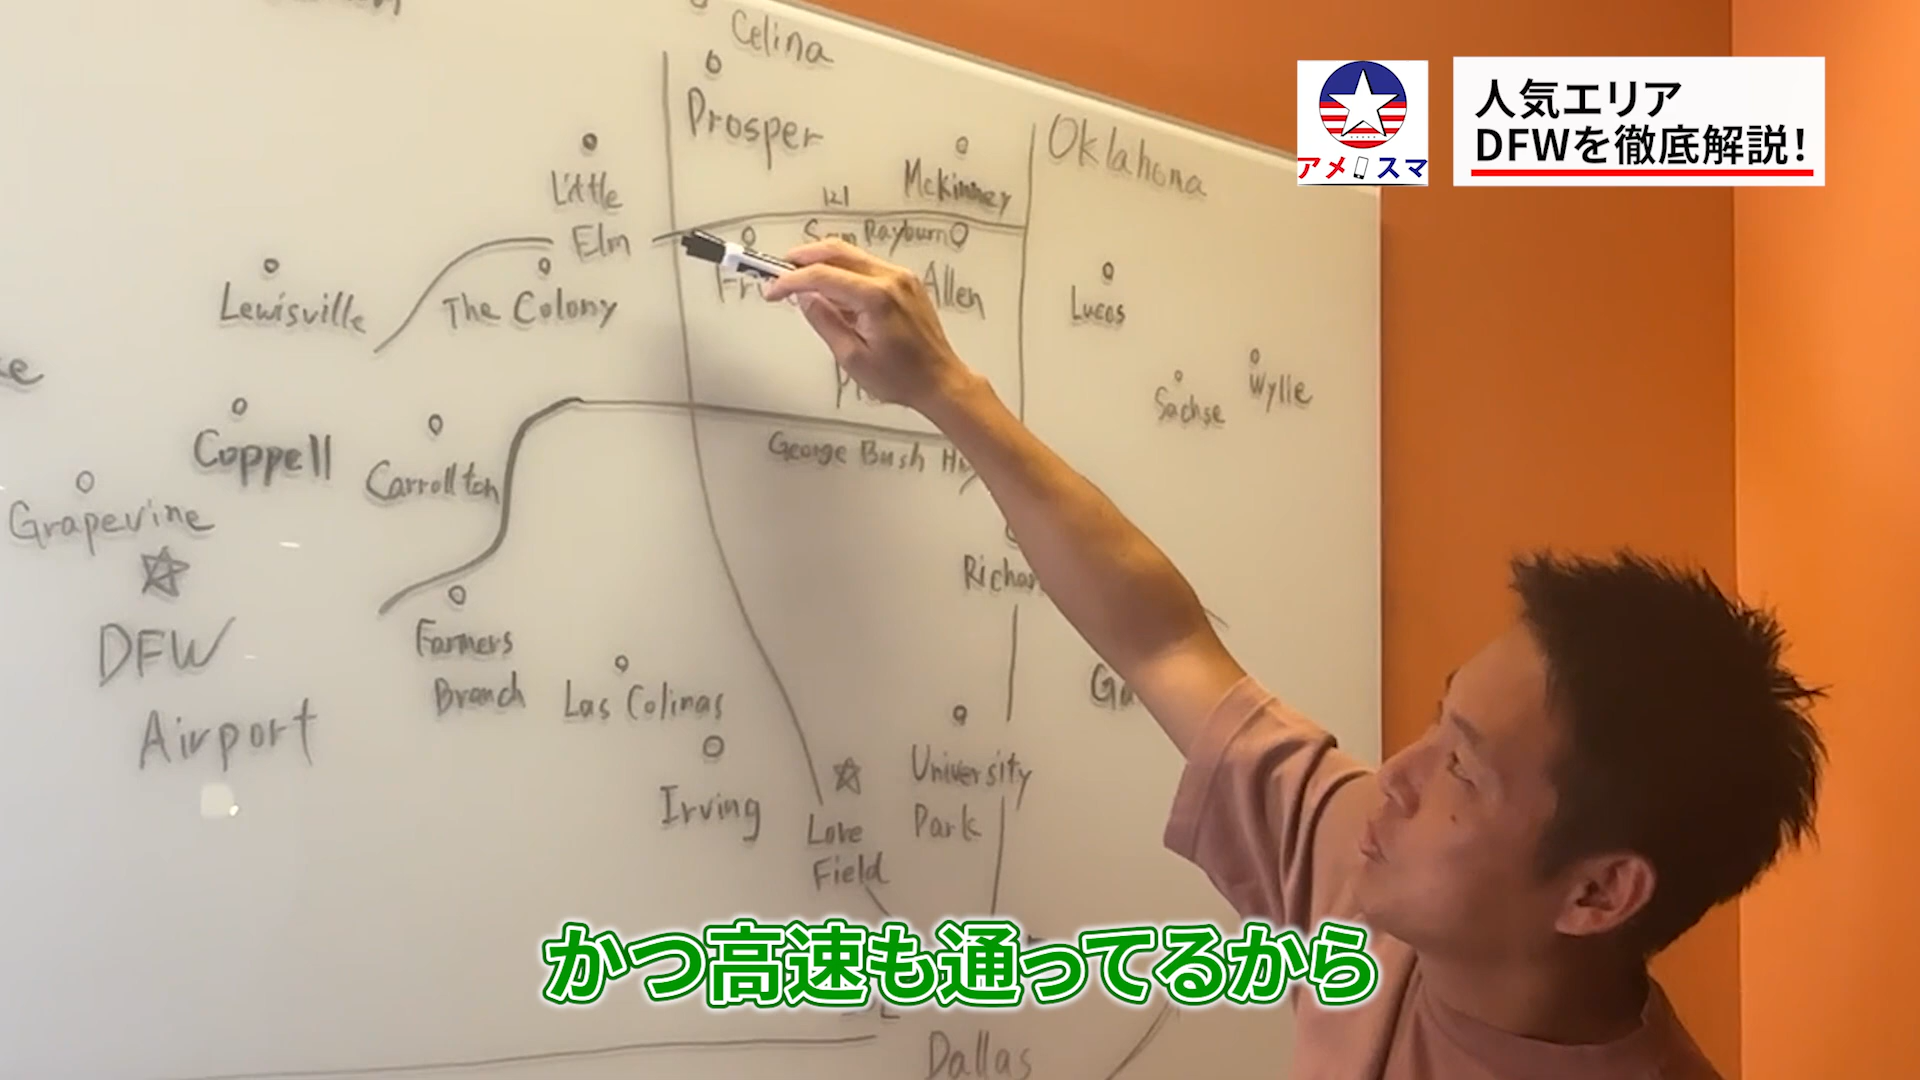 Celina
Prosper
Oklahoma
人気エリア
DFWを徹底解説！
アメスマ
Little
Elm
121
McKinney
Sam Rayburn
Lewisville
The Colony
Allen
Lucas
Sachse
Wylie
Coppell
Carrollton
George Bush
Grapevine
DFW
Airport
Farmers
Branch
Las Colinas
Irving
Love
Field
University
Park
かつ高速も通ってるから
Dallas